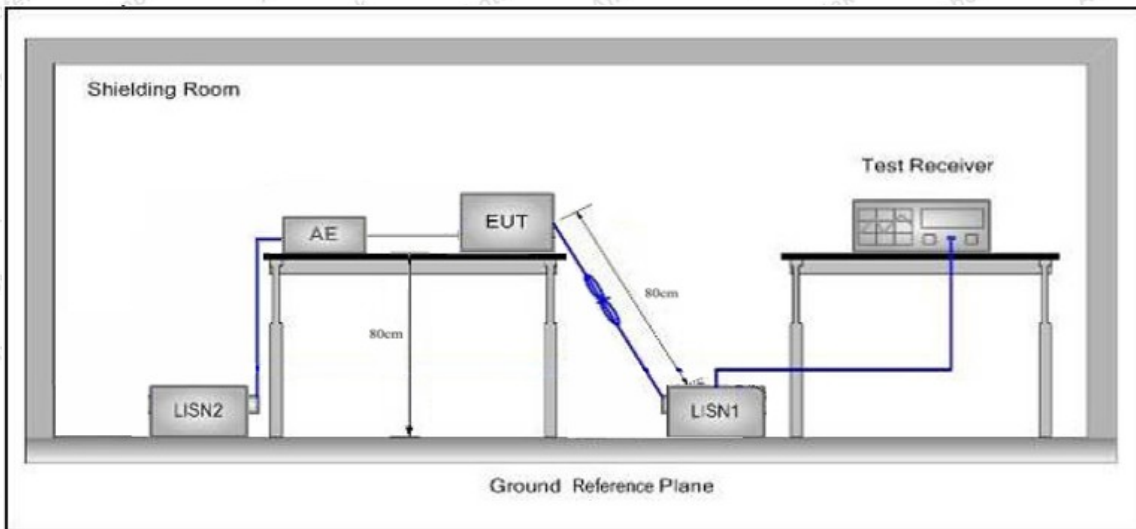 Shielding Room
Test Receiver
EUT
AE
80cm
80cm
LISN2
LISN1
Ground Reference Plane